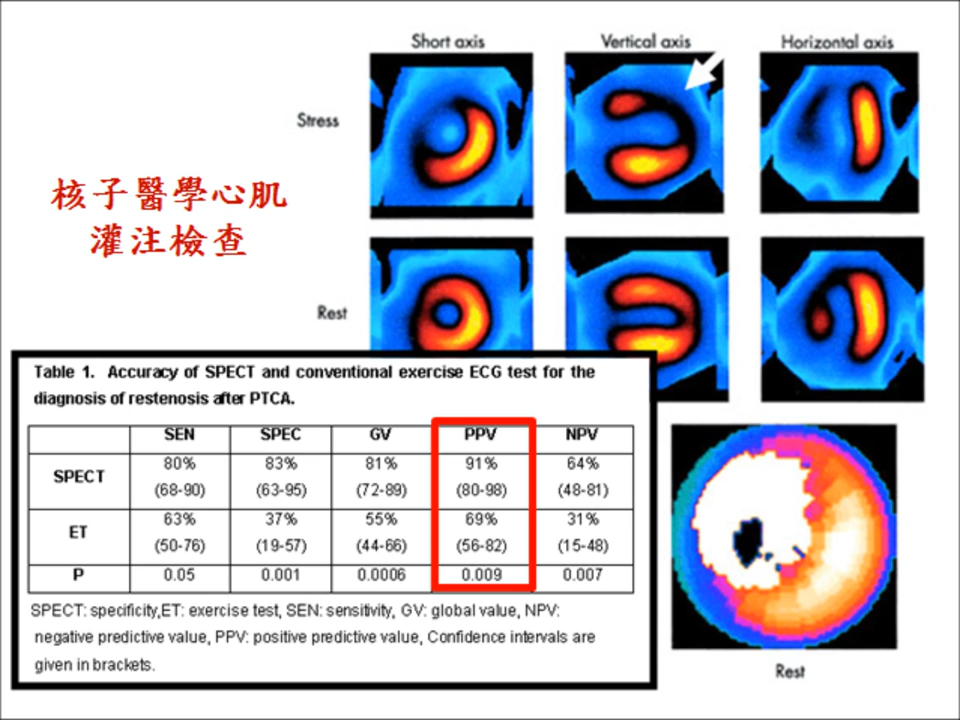 Short axis
Vertical axis
Horizontal axis
Stress
核子醫學心肌
灌注檢查
Rest
Table 1. Accuracy of SPECT and conventional exercise ECG test for the
diagnosis of restenosis after PTCA.
SEN SPEC GV PPV NPV
SPECT 80% 83% 81% 91% 64%
(68-90) (63-95) (72-89) (80-98) (48-81)
ET 63% 37% 55% 69% 31%
(50-76) (19-57) (44-66) (56-82) (15-48)
P 0.05 0.001 0.0006 0.009 0.007
SPECT: specificity,ET: exercise test, SEN: sensitivity, GV: global value, NPV:
negative predictive value, PPV: positive predictive value, Confidence intervals are
given in brackets.
Rest